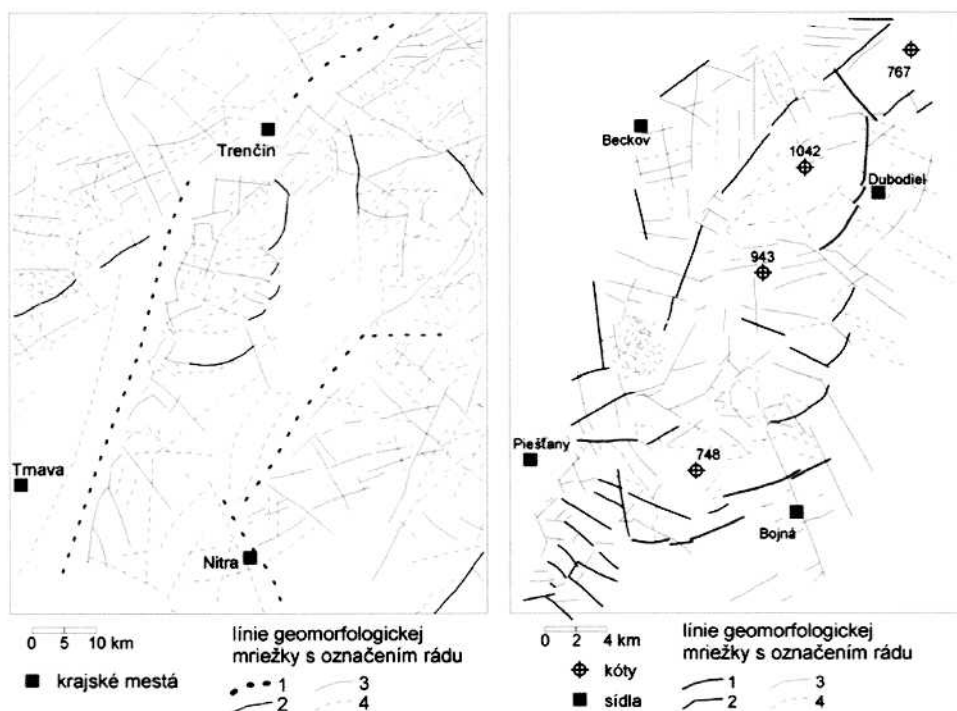 Trenčín
Trnava
Nitra
0 5 10 km
krajské mestá
línie geomorfologickej
mriežky s označením rádu
1
2
3
4
767
Beckov
1042
Dubodiel
943
Piešťany
748
Bojná
0 2 4 km
kóty
sídla
línie geomorfologickej
mriežky s označením rádu
1
2
3
4